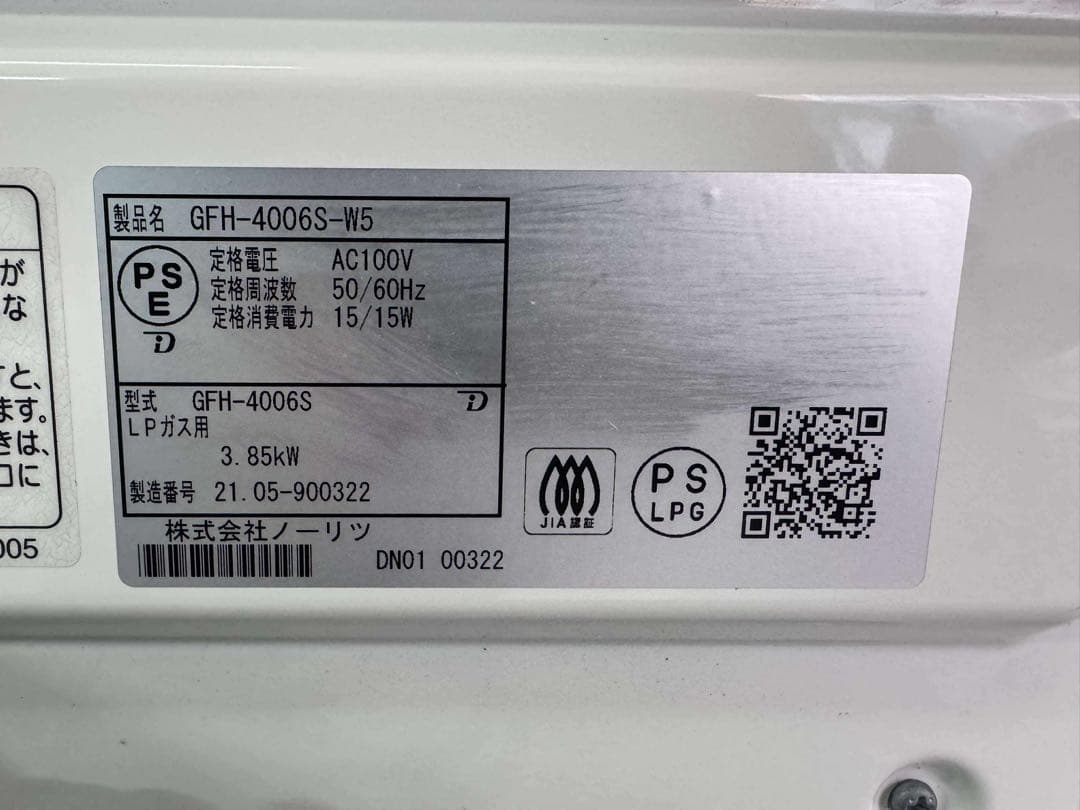 が
な
すと、
ます。
きは、
口に
005
製品名 GFH-4006S-W5
PS
E
定格電圧 AC100V
定格周波数 50/60Hz
定格消費電力 15/15W
型式 GFH-4006S
LPガス用
3.85kW
製造番号 21.05-900322
株式会社ノーリツ
DN01 00322
JIA認証
PS
LPG